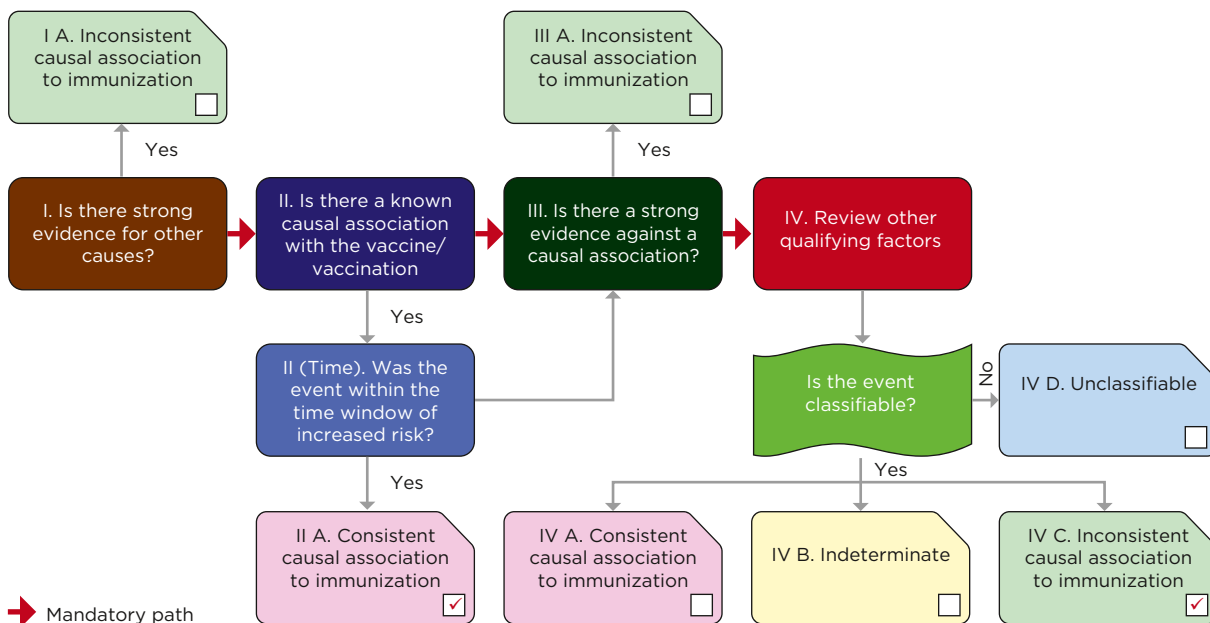 I A. Inconsistent
causal association
to immunization
III A. Inconsistent
causal association
to immunization
Yes
Yes
I. Is there strong
evidence for other
causes?
II. Is there a known
causal association
with the vaccine/
vaccination
III. Is there a strong
evidence against a
causal association?
IV. Review other
qualifying factors
Yes
II (Time). Was the
event within the
time window of
increased risk?
Is the event
classifiable?
No
IV D. Unclassifiable
Yes
Yes
II A. Consistent
causal association
to immunization
IV A. Consistent
causal association
to immunization
IV B. Indeterminate
IV C. Inconsistent
causal association
to immunization
Mandatory path